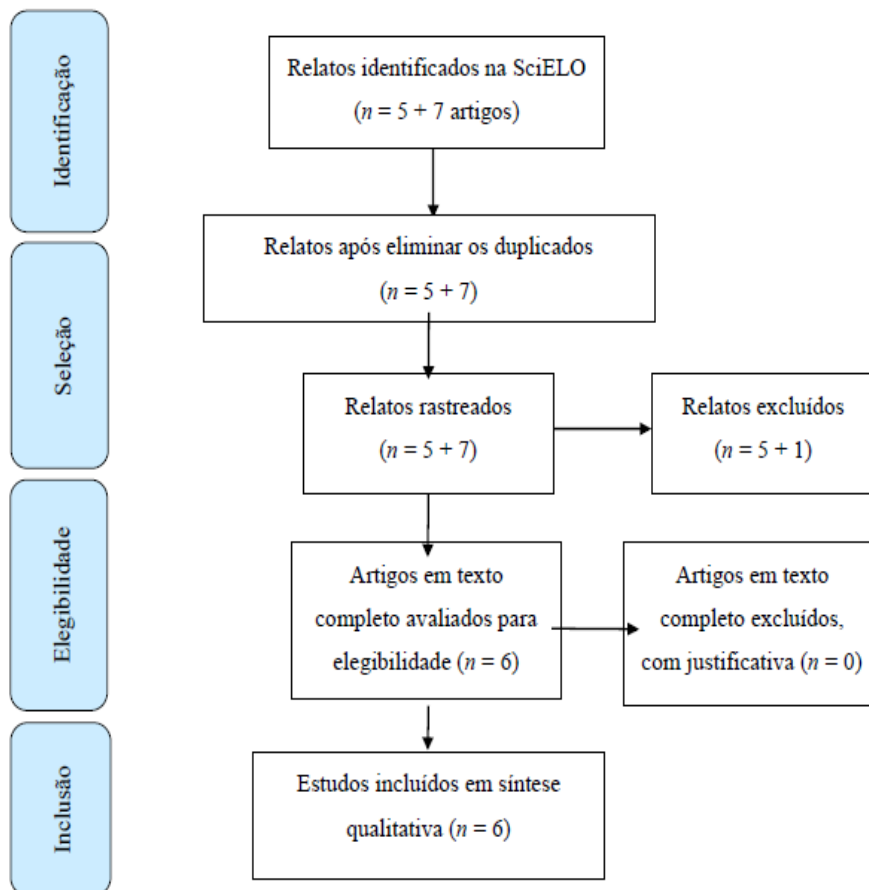 Identificação
Relatos identificados na SciELO
(n = 5 + 7 artigos)
Seleção
Relatos após eliminar os duplicados
(n = 5 + 7)
Relatos rastreados
(n = 5 + 7)
Relatos excluídos
(n = 5 + 1)
Elegibilidade
Artigos em texto
completo avaliados para
elegibilidade (n = 6)
Artigos em texto
completo excluídos,
com justificativa (n = 0)
Inclusão
Estudos incluídos em síntese
qualitativa (n = 6)